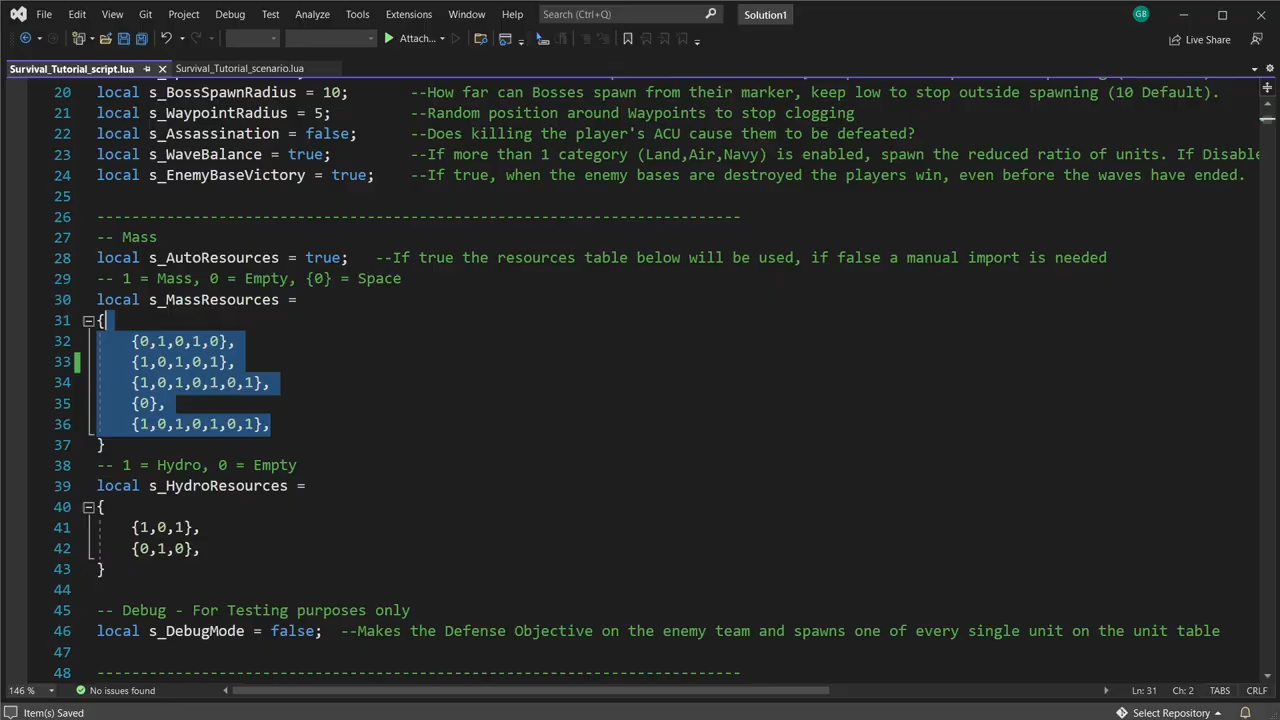 File Edit View Git Project Debug Test Analyze Tools Extensions Window Help Search (Ctrl+Q) Solution1 GB
Attach... Live Share
Survival_Tutorial_script.lua Survival_Tutorial_scenario.lua
20 local s_BossSpawnRadius = 10; --How far can Bosses spawn from their marker, keep low to stop outside spawning (10 Default).
21 local s_WaypointRadius = 5; --Random position around Waypoints to stop clogging
22 local s_Assassination = false; --Does killing the player's ACU cause them to be defeated?
23 local s_WaveBalance = true; --If more than 1 category (Land,Air,Navy) is enabled, spawn the reduced ratio of units. If Disable
24 local s_EnemyBaseVictory = true; --If true, when the enemy bases are destroyed the players win, even before the waves have ended.
25
26 --------------------------------------------------------------------------
27 -- Mass
28 local s_AutoResources = true; --If true the resources table below will be used, if false a manual import is needed
29 -- 1 = Mass, 0 = Empty, {0} = Space
30 local s_MassResources =
31 {
32 {0,1,0,1,0},
33 {1,0,1,0,1},
34 {1,0,1,0,1,0,1},
35 {0},
36 {1,0,1,0,1,0,1},
37 }
38 -- 1 = Hydro, 0 = Empty
39 local s_HydroResources =
40 {
41 {1,0,1},
42 {0,1,0},
43 }
44
45 -- Debug - For Testing purposes only
46 local s_DebugMode = false; --Makes the Defense Objective on the enemy team and spawns one of every single unit on the unit table
47
48 --------------------------------------------------------------------------
146 % No issues found Ln: 31 Ch: 2 TABS CRLF
Item(s) Saved Select Repository